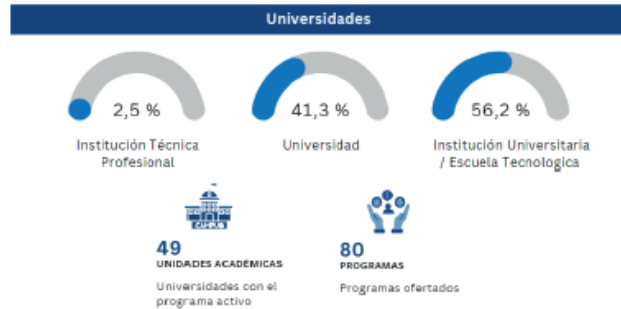 Universidades
2,5 %
41,3 %
56,2 %
Institución Técnica
Profesional
Universidad
Institución Universitaria
/ Escuela Tecnologica
CAMPUS
49
UNIDADES ACADÉMICAS
Universidades con el
programa activo
80
PROGRAMAS
Programas ofertados